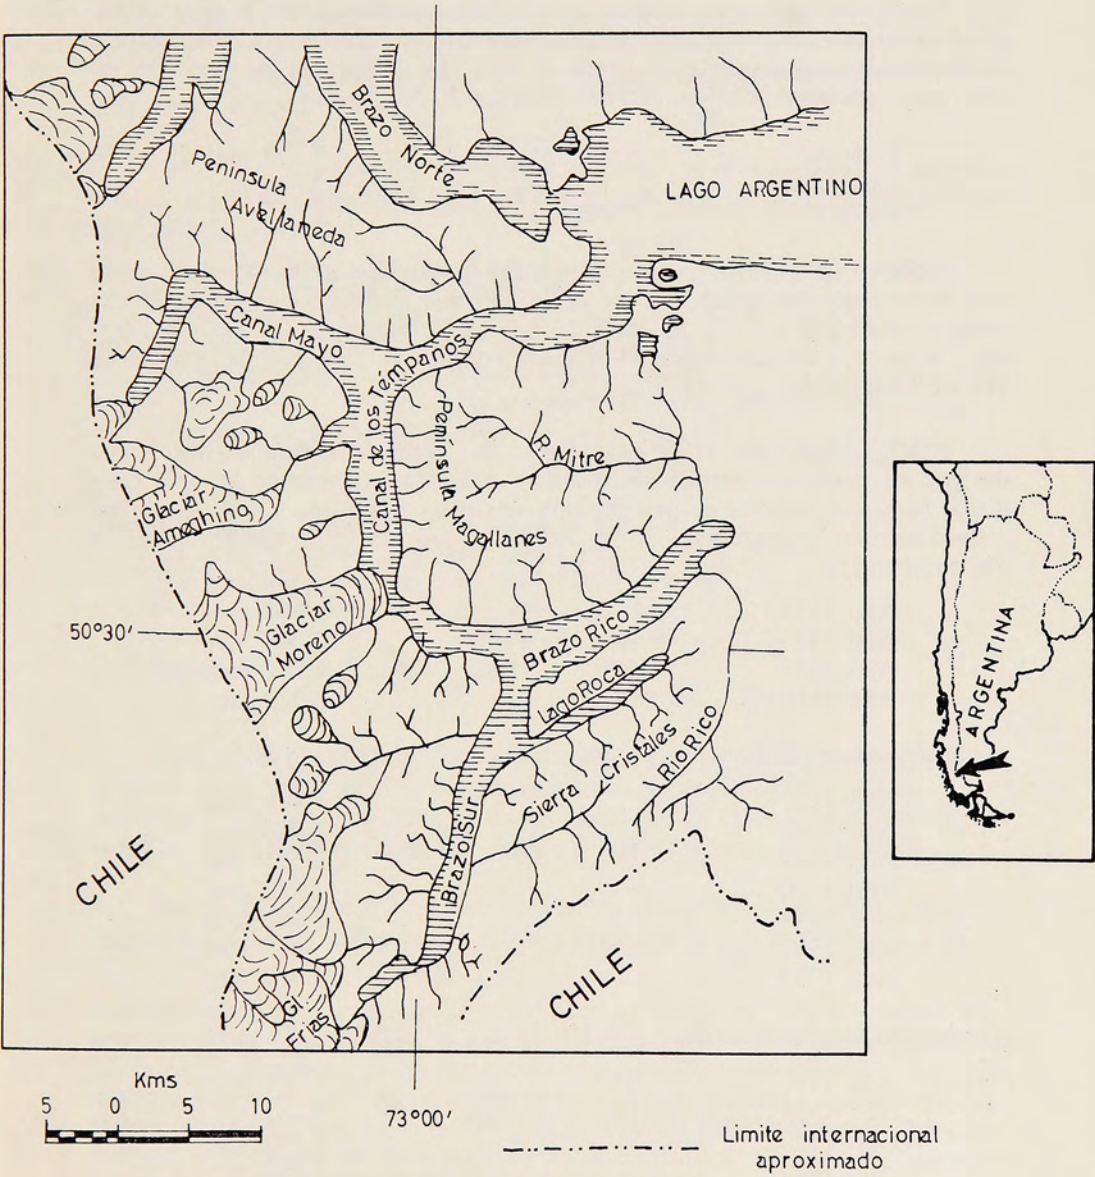 Brazo
Norte
Peninsula
Avellaneda
LAGO ARGENTINO
Canal Mayo
Canal de los Témpanos
Península Magallanes
R. Mitre
Glaciar
Ameghino
Glaciar
Moreno
50°30'
Brazo Rico
Lago Roca
Sierra Cristales
Rio Rico
Brazo Sur
CHILE
CHILE
Gl
Frias
ARGENTINA
Kms
5 0 5 10
73°00'
Limite internacional
aproximado